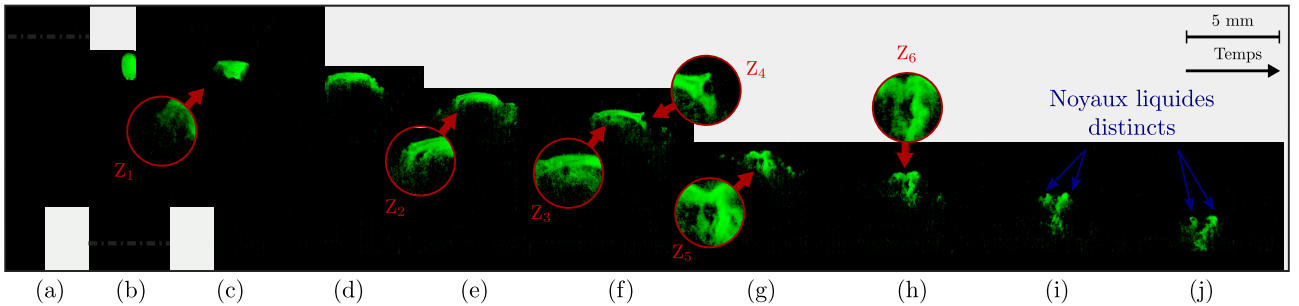 5 mm
Temps
Z1
Z2
Z3
Z4
Z5
Z6
Noyaux liquides
distincts
(a) (b) (c) (d) (e) (f) (g) (h) (i) (j)